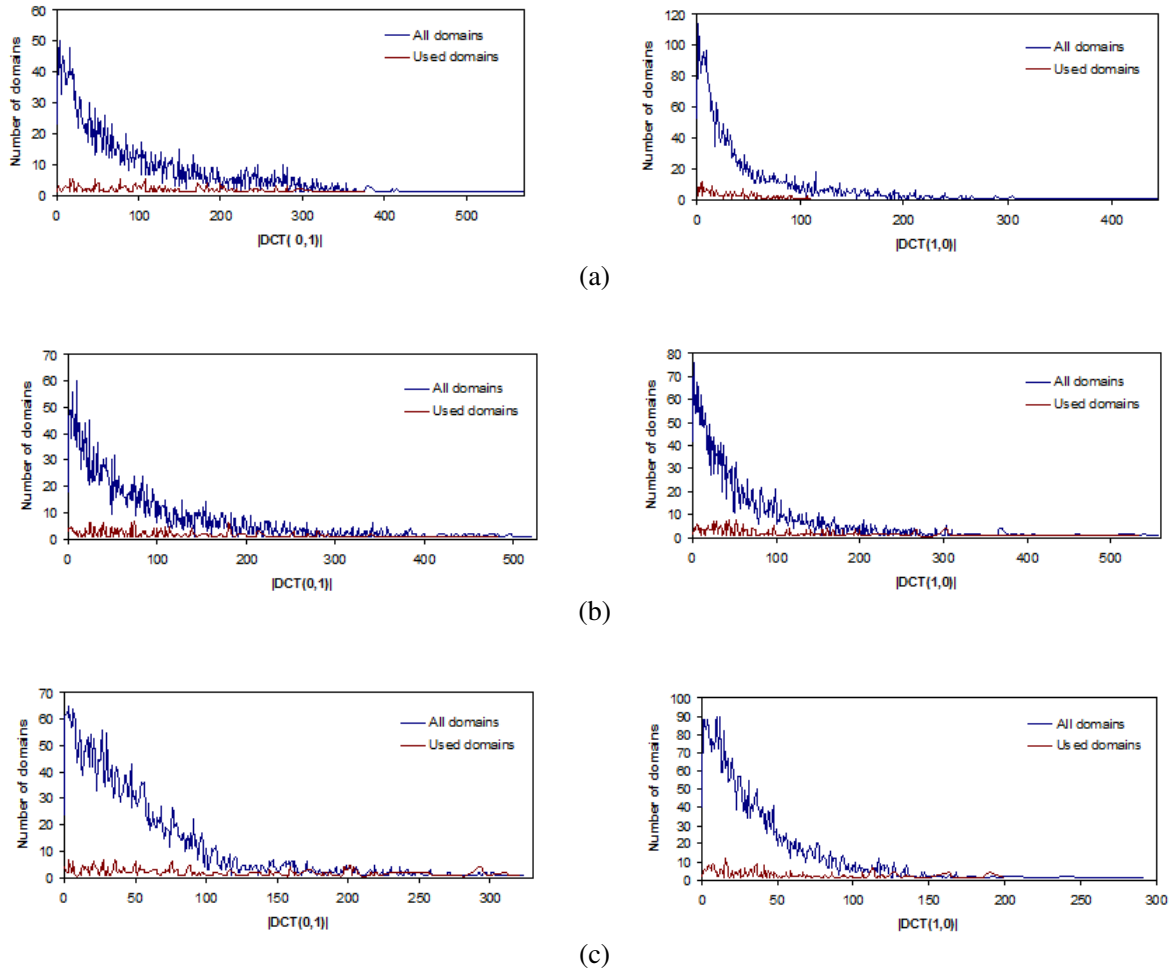 60
50
40
30
20
10
0
Number of domains
All domains
Used domains
0 100 200 300 400 500
|DCT( 0,1)|
120
100
80
60
40
20
0
Number of domains
All domains
Used domains
0 100 200 300 400
|DCT(1,0)|
(a)
70
60
50
40
30
20
10
0
Number of domains
All domains
Used domains
0 100 200 300 400 500
|DCT(0,1)|
80
70
60
50
40
30
20
10
0
Number of domains
All domains
Used domains
0 100 200 300 400 500
|DCT(1,0)|
(b)
70
60
50
40
30
20
10
0
Number of domains
All domains
Used domains
0 50 100 150 200 250 300
|DCT(0,1)|
100
90
80
70
60
50
40
30
20
10
0
Number of domains
All domains
Used domains
0 50 100 150 200 250 300
|DCT(1,0)|
(c)